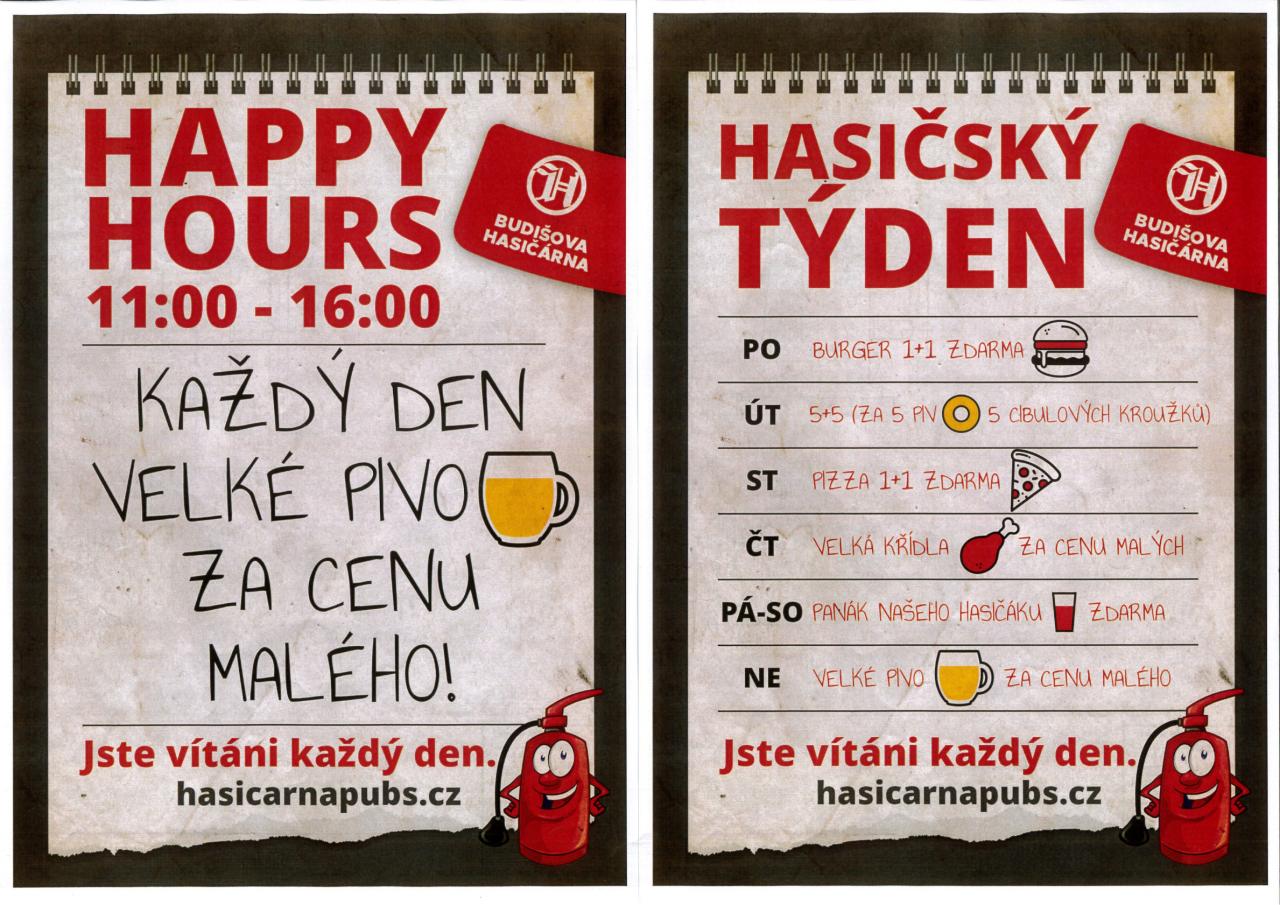 HAPPY
HOURS
11:00 - 16:00
BUDIŠOVA
HASIČÁRNA
KAŽDÝ DEN
VELKÉ PIVO
ZA CENU
MALÉHO!
Jste vítáni každý den.
hasicarnapubs.cz
HASIČSKÝ
TÝDEN
BUDIŠOVA
HASIČÁRNA
PO BURGER 1+1 ZDARMA
ÚT 5+5 (ZA 5 PIV 5 CIBULOVÝCH KROUŽKŮ)
ST PIZZA 1+1 ZDARMA
ČT VELKÁ KŘÍDLA ZA CENU MALÝCH
PÁ-SO PANÁK NAŠEHO HASIČÁKU ZDARMA
NE VELKÉ PIVO ZA CENU MALÉHO
Jste vítáni každý den.
hasicarnapubs.cz